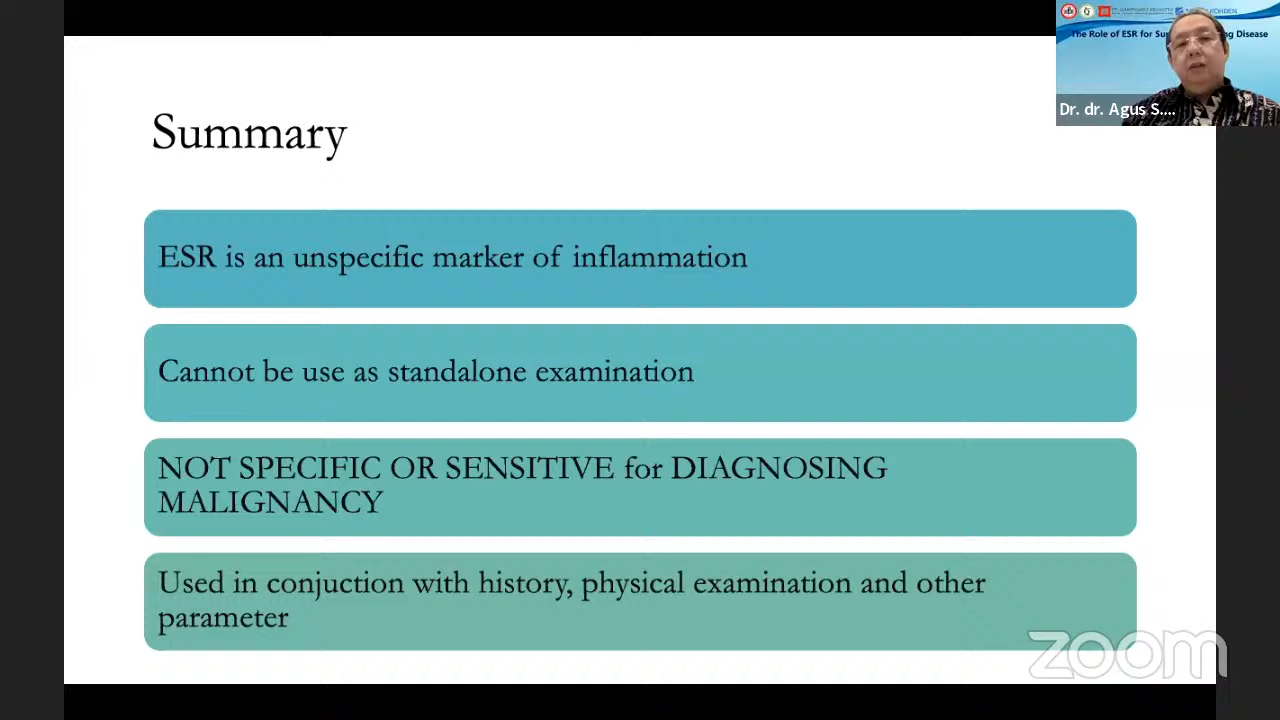 The Role of ESR for Su ng Disease
Dr. dr. Agus S....
Summary
ESR is an unspecific marker of inflammation
Cannot be use as standalone examination
NOT SPECIFIC OR SENSITIVE for DIAGNOSING
MALIGNANCY
Used in conjuction with history, physical examination and other
parameter
zoom